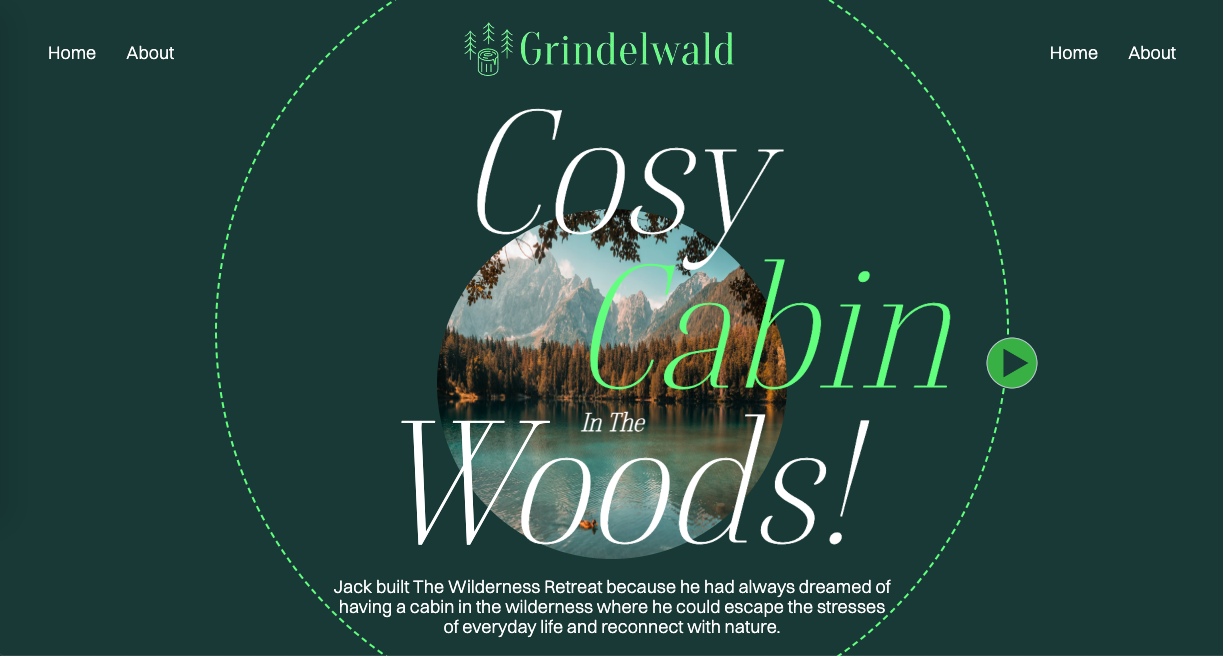 Home About
Grindelwald
Home About
Cosy
Cabin
In The
Woods!
Jack built The Wilderness Retreat because he had always dreamed of
having a cabin in the wilderness where he could escape the stresses
of everyday life and reconnect with nature.